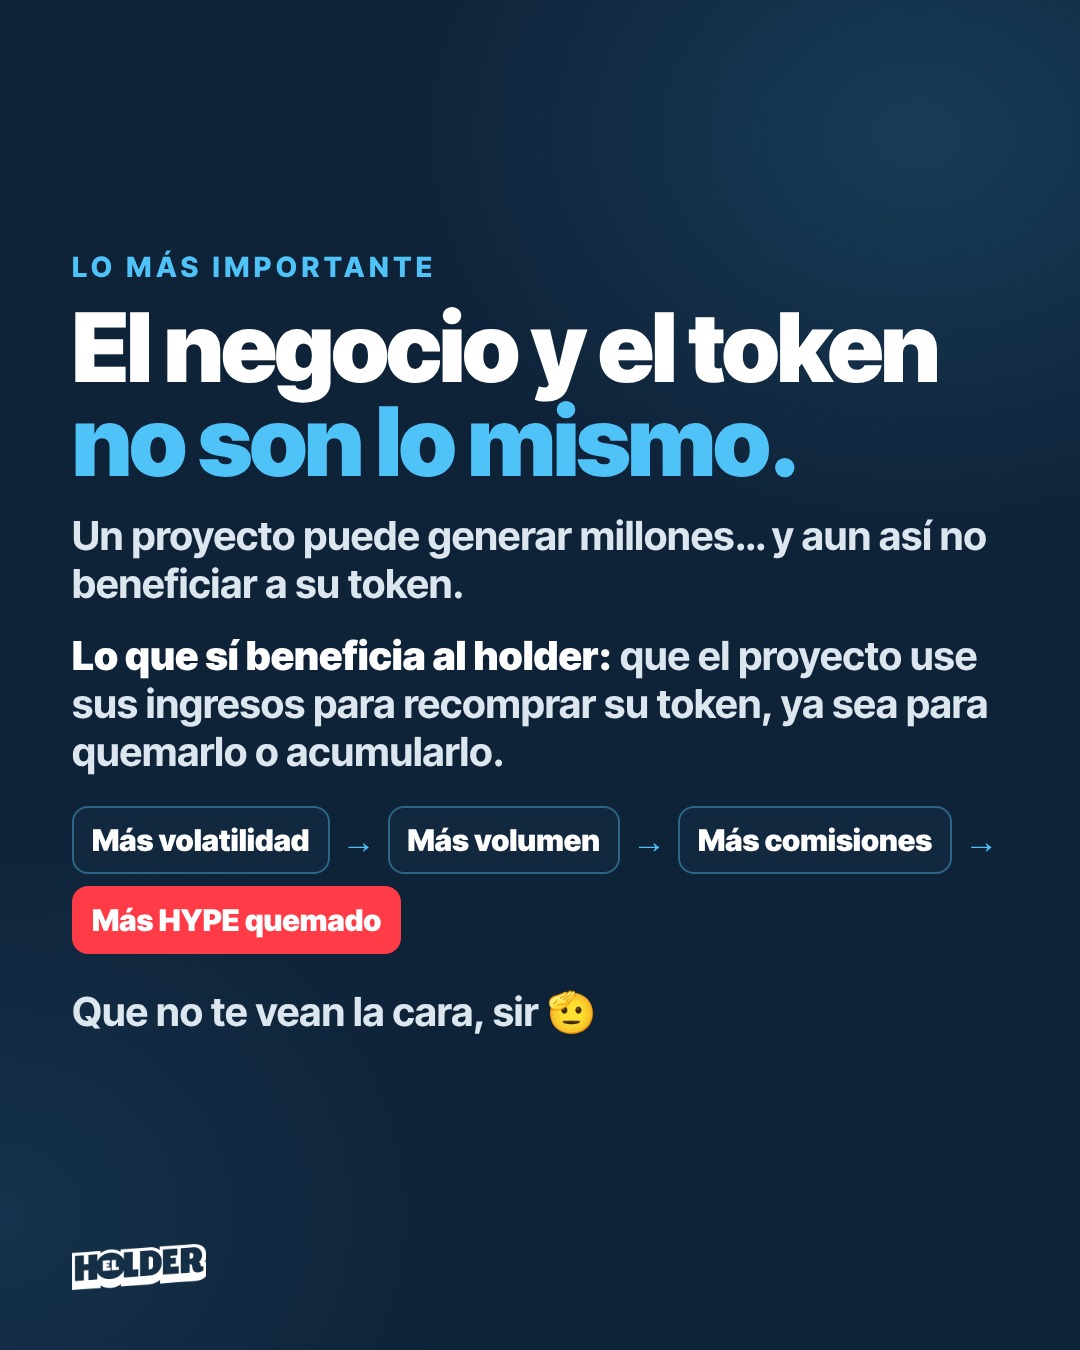 LO MÁS IMPORTANTE
El negocio y el token
no son lo mismo.
Un proyecto puede generar millones... y aun así no
beneficiar a su token.
Lo que sí beneficia al holder: que el proyecto use
sus ingresos para recomprar su token, ya sea para
quemarlo o acumularlo.
Más volatilidad → Más volumen → Más comisiones →
Más HYPE quemado
Que no te vean la cara, sir 🫡
EL HOLDER